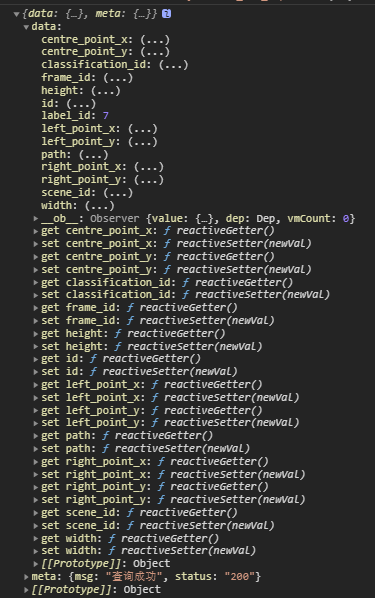 {data: {…}, meta: {…}} i
data:
centre_point_x: (...)
centre_point_y: (...)
classification_id: (...)
frame_id: (...)
height: (...)
id: (...)
label_id: 7
left_point_x: (...)
left_point_y: (...)
path: (...)
right_point_x: (...)
right_point_y: (...)
scene_id: (...)
width: (...)
__ob__: Observer {value: {…}, dep: Dep, vmCount: 0}
get centre_point_x: ƒ reactiveGetter()
set centre_point_x: ƒ reactiveSetter(newVal)
get centre_point_y: ƒ reactiveGetter()
set centre_point_y: ƒ reactiveSetter(newVal)
get classification_id: ƒ reactiveGetter()
set classification_id: ƒ reactiveSetter(newVal)
get frame_id: ƒ reactiveGetter()
set frame_id: ƒ reactiveSetter(newVal)
get height: ƒ reactiveGetter()
set height: ƒ reactiveSetter(newVal)
get id: ƒ reactiveGetter()
set id: ƒ reactiveSetter(newVal)
get left_point_x: ƒ reactiveGetter()
set left_point_x: ƒ reactiveSetter(newVal)
get left_point_y: ƒ reactiveGetter()
set left_point_y: ƒ reactiveSetter(newVal)
get path: ƒ reactiveGetter()
set path: ƒ reactiveSetter(newVal)
get right_point_x: ƒ reactiveGetter()
set right_point_x: ƒ reactiveSetter(newVal)
get right_point_y: ƒ reactiveGetter()
set right_point_y: ƒ reactiveSetter(newVal)
get scene_id: ƒ reactiveGetter()
set scene_id: ƒ reactiveSetter(newVal)
get width: ƒ reactiveGetter()
set width: ƒ reactiveSetter(newVal)
[[Prototype]]: Object
meta: {msg: "查询成功", status: "200"}
[[Prototype]]: Object